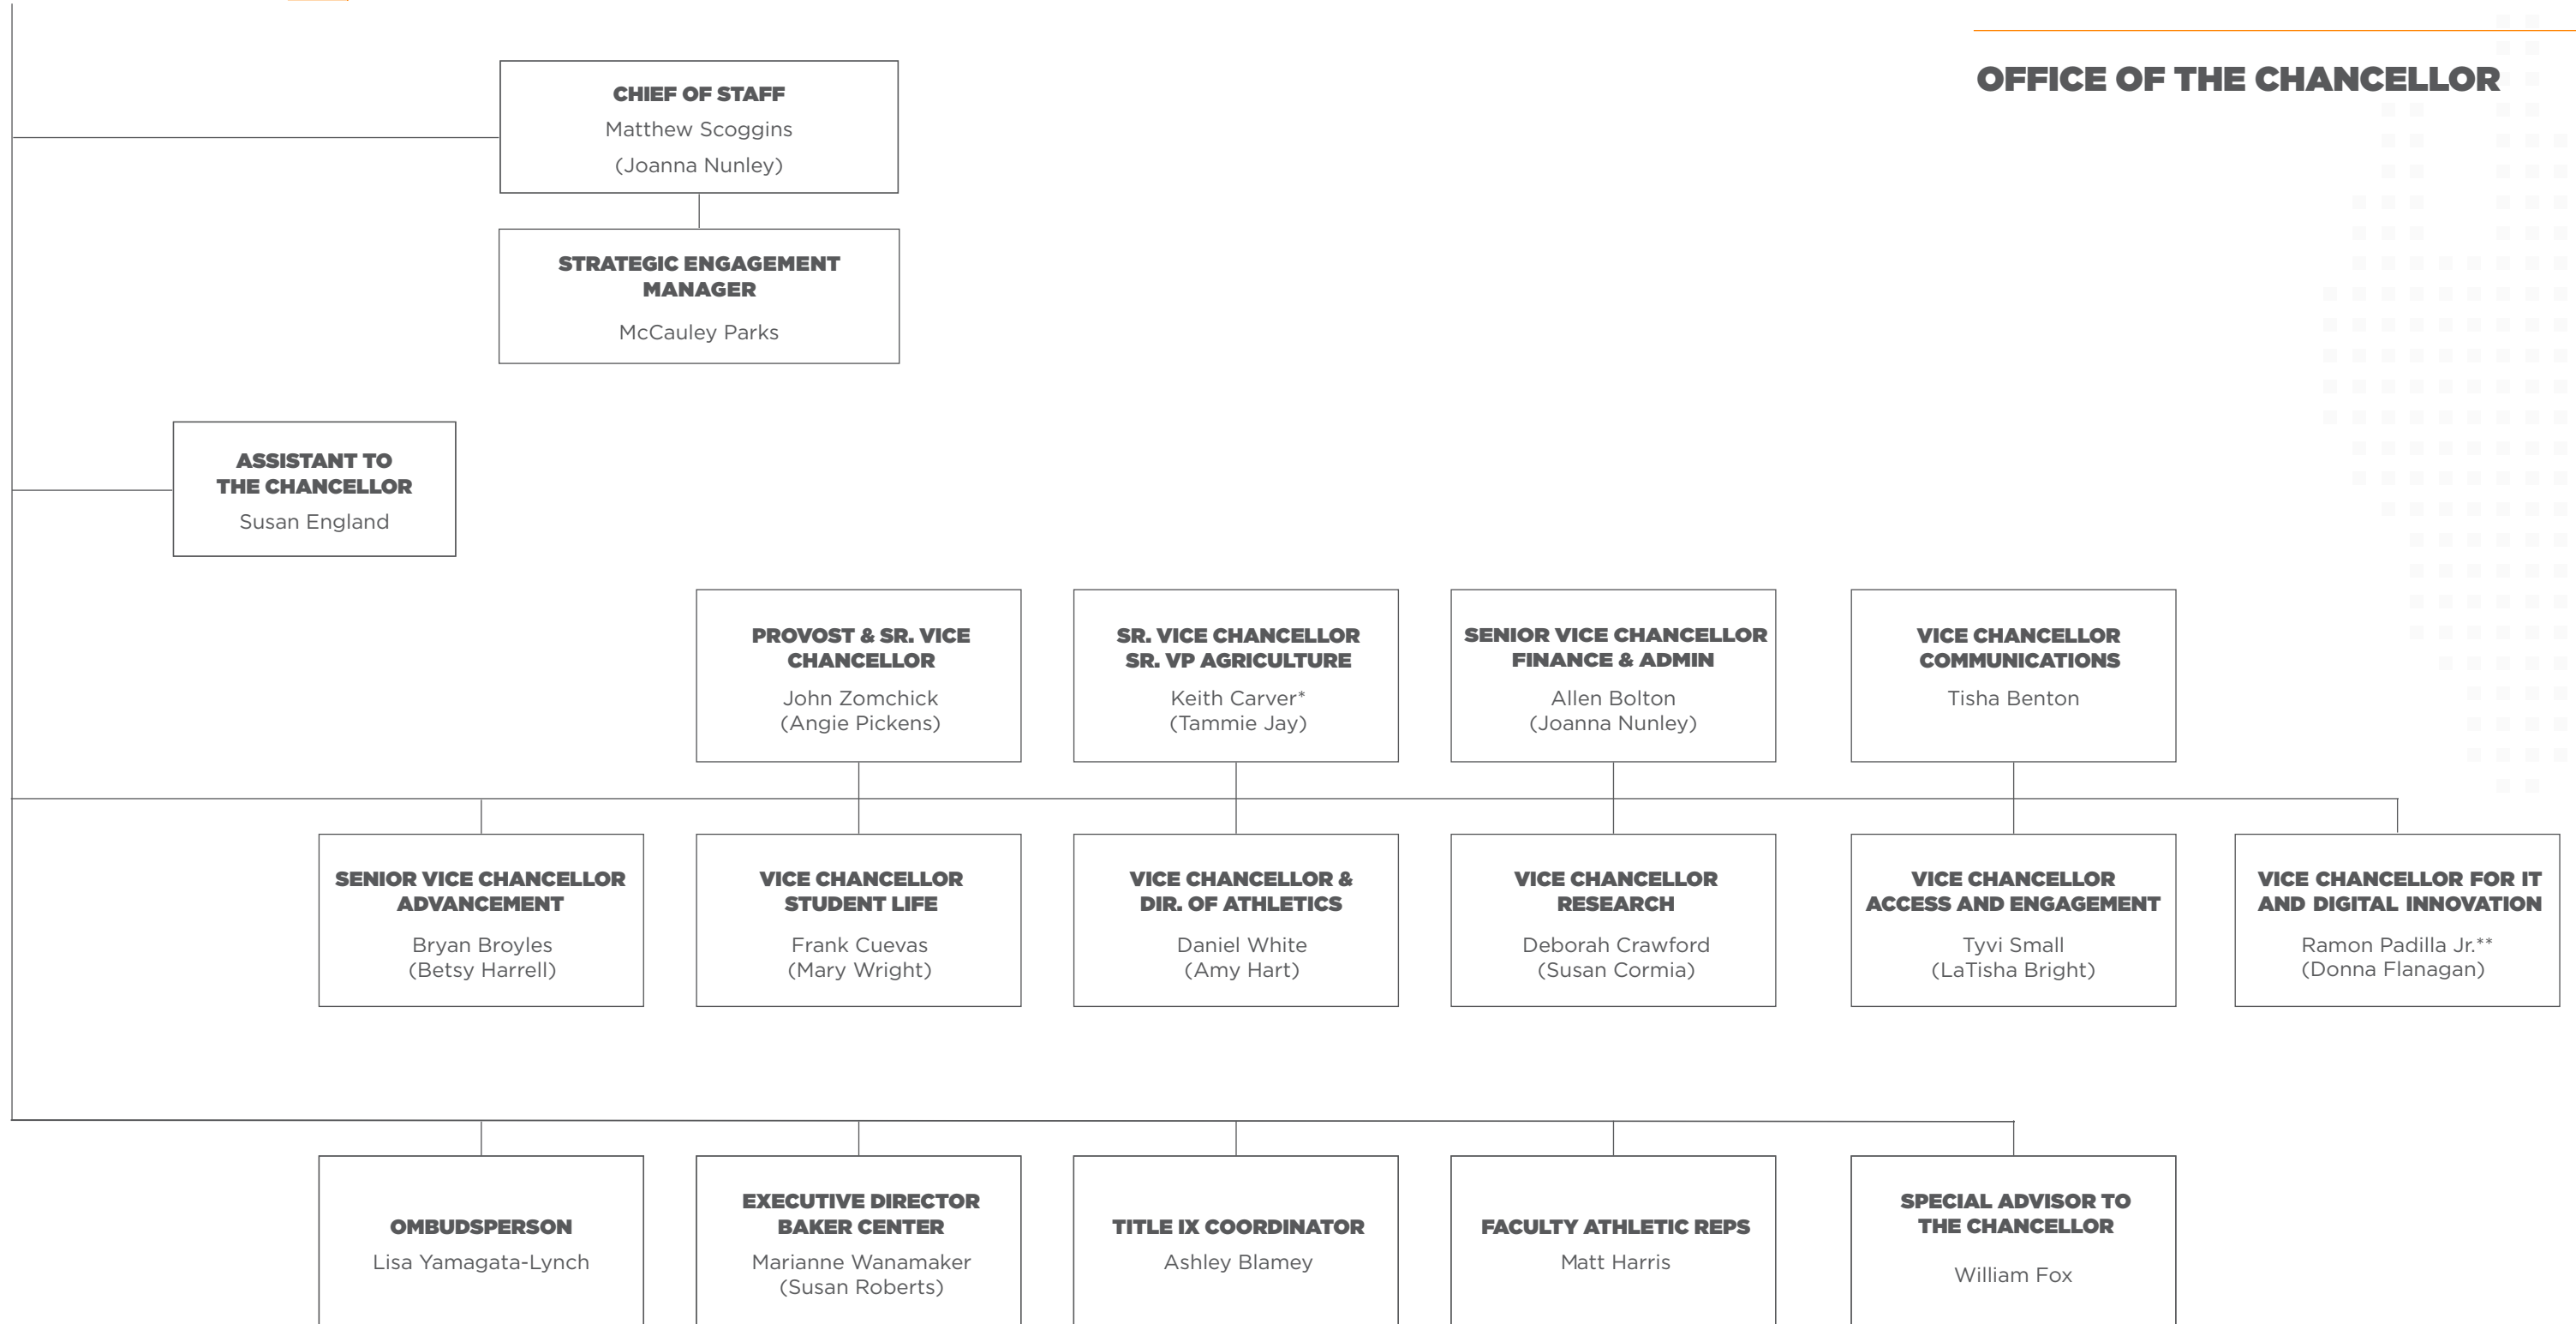 OFFICE OF THE CHANCELLOR
CHIEF OF STAFF
Matthew Scoggins
(Joanna Nunley)
STRATEGIC ENGAGEMENT
MANAGER
McCauley Parks
ASSISTANT TO
THE CHANCELLOR
Susan England
PROVOST & SR. VICE
CHANCELLOR
John Zomchick
(Angie Pickens)
SR. VICE CHANCELLOR
SR. VP AGRICULTURE
Keith Carver*
(Tammie Jay)
SENIOR VICE CHANCELLOR
FINANCE & ADMIN
Allen Bolton
(Joanna Nunley)
VICE CHANCELLOR
COMMUNICATIONS
Tisha Benton
SENIOR VICE CHANCELLOR
ADVANCEMENT
Bryan Broyles
(Betsy Harrell)
VICE CHANCELLOR
STUDENT LIFE
Frank Cuevas
(Mary Wright)
VICE CHANCELLOR &
DIR. OF ATHLETICS
Daniel White
(Amy Hart)
VICE CHANCELLOR
RESEARCH
Deborah Crawford
(Susan Cormia)
VICE CHANCELLOR
ACCESS AND ENGAGEMENT
Tyvi Small
(LaTisha Bright)
VICE CHANCELLOR FOR IT
AND DIGITAL INNOVATION
Ramon Padilla Jr.**
(Donna Flanagan)
OMBUDSPERSON
Lisa Yamagata-Lynch
EXECUTIVE DIRECTOR
BAKER CENTER
Marianne Wanamaker
(Susan Roberts)
TITLE IX COORDINATOR
Ashley Blamey
FACULTY ATHLETIC REPS
Matt Harris
SPECIAL ADVISOR TO
THE CHANCELLOR
William Fox